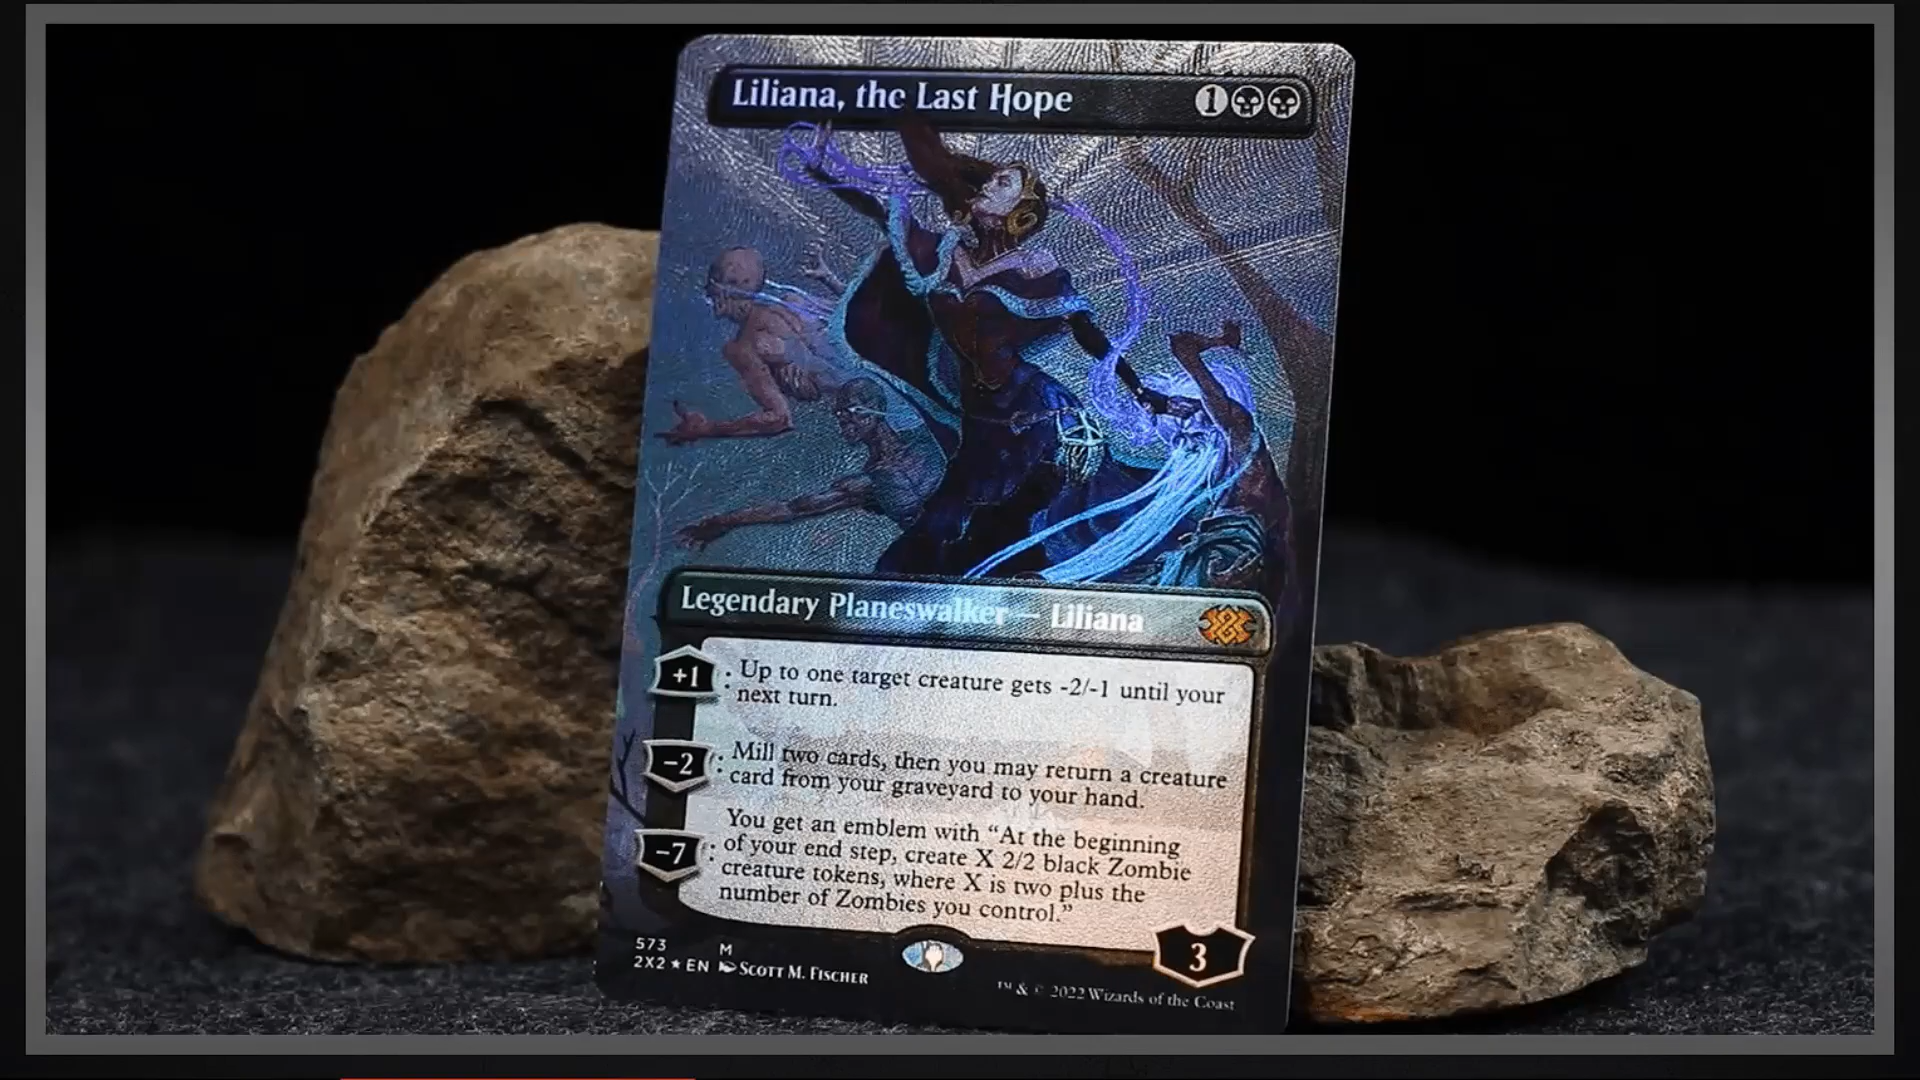 Liliana, the Last Hope 1
Legendary Planeswalker — Liliana
+1 : Up to one target creature gets -2/-1 until your
next turn.
-2 : Mill two cards, then you may return a creature
card from your graveyard to your hand.
You get an emblem with “At the beginning
-7 : of your end step, create X 2/2 black Zombie
creature tokens, where X is two plus the
number of Zombies you control.”
3
573 M
2X2 ★ EN Scott M. Fischer
™ & © 2022 Wizards of the Coast